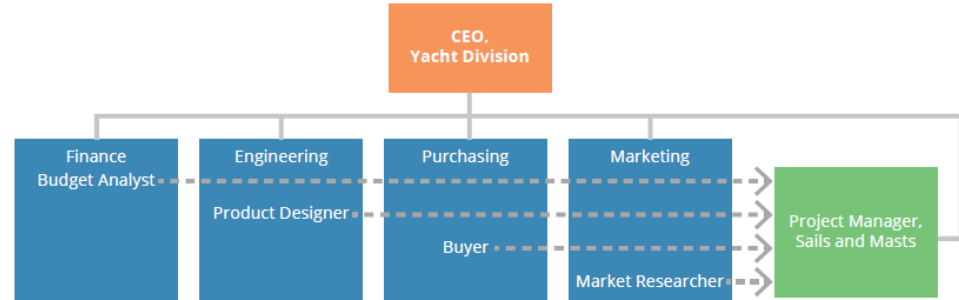 CEO,
Yacht Division
Finance
Budget Analyst
Engineering
Product Designer
Purchasing
Buyer
Marketing
Market Researcher
Project Manager,
Sails and Masts